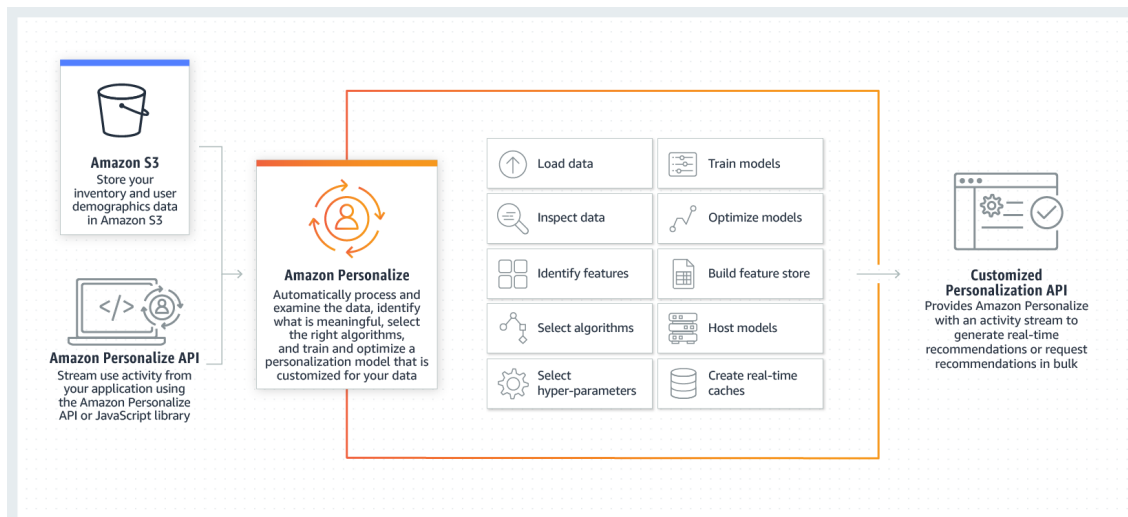 Amazon S3
Store your
inventory and user
demographics data
in Amazon S3
</>
Amazon Personalize API
Stream use activity from
your application using
the Amazon Personalize
API or JavaScript library
Amazon Personalize
Automatically process and
examine the data, identify
what is meaningful, select
the right algorithms,
and train and optimize a
personalization model that is
customized for your data
Load data
Train models
Inspect data
Optimize models
Identify features
Build feature store
Select algorithms
Host models
Select
hyper-parameters
Create real-time
caches
Customized
Personalization API
Provides Amazon Personalize
with an activity stream to
generate real-time
recommendations or request
recommendations in bulk